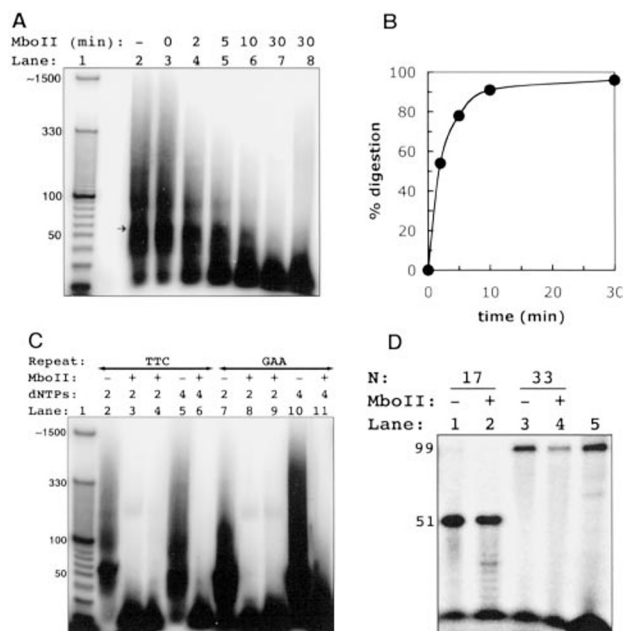 A
MboII (min): – 0 2 5 10 30 30
Lane: 1 2 3 4 5 6 7 8
~1500
330
100
50
B
100
80
60
40
20
0
% digestion
0 10 20 30
time (min)
C
Repeat: TTC GAA
MboII: – + + – + – + + – +
dNTPs: 2 2 2 4 4 2 2 2 4 4
Lane: 1 2 3 4 5 6 7 8 9 10 11
~1500
330
100
50
D
N: 17 33
MboII: – + – +
Lane: 1 2 3 4 5
99
51